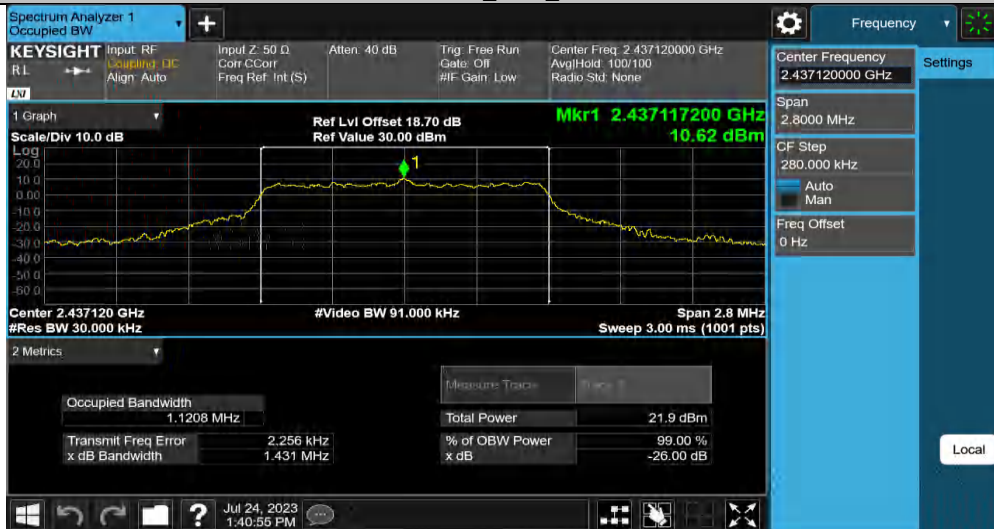 Spectrum Analyzer 1
Occupied BW
+
Frequency
KEYSIGHT
RL
LXI
Input: RF
Coupling: DC
Align: Auto
Input Z: 50 Ω
Corr CCorr
Freq Ref: Int (S)
Atten: 40 dB
Trig: Free Run
Gate: Off
#IF Gain: Low
Center Freq: 2.437120000 GHz
Avg|Hold: 100/100
Radio Std: None
1 Graph
Scale/Div 10.0 dB
Ref Lvl Offset 18.70 dB
Ref Value 30.00 dBm
Mkr1 2.437117200 GHz
10.62 dBm
Log
20.0
10.0
0.00
-10.0
-20.0
-30.0
-40.0
-50.0
-60.0
1
Center 2.437120 GHz
#Res BW 30.000 kHz
#Video BW 91.000 kHz
Span 2.8 MHz
Sweep 3.00 ms (1001 pts)
2 Metrics
Measure Trace
Trace 1
Occupied Bandwidth
1.1208 MHz
Total Power
21.9 dBm
Transmit Freq Error
2.256 kHz
% of OBW Power
99.00 %
x dB Bandwidth
1.431 MHz
x dB
-26.00 dB
Center Frequency
2.437120000 GHz
Settings
Span
2.8000 MHz
CF Step
280.000 kHz
Auto
Man
Freq Offset
0 Hz
Local
?
Jul 24, 2023
1:40:55 PM